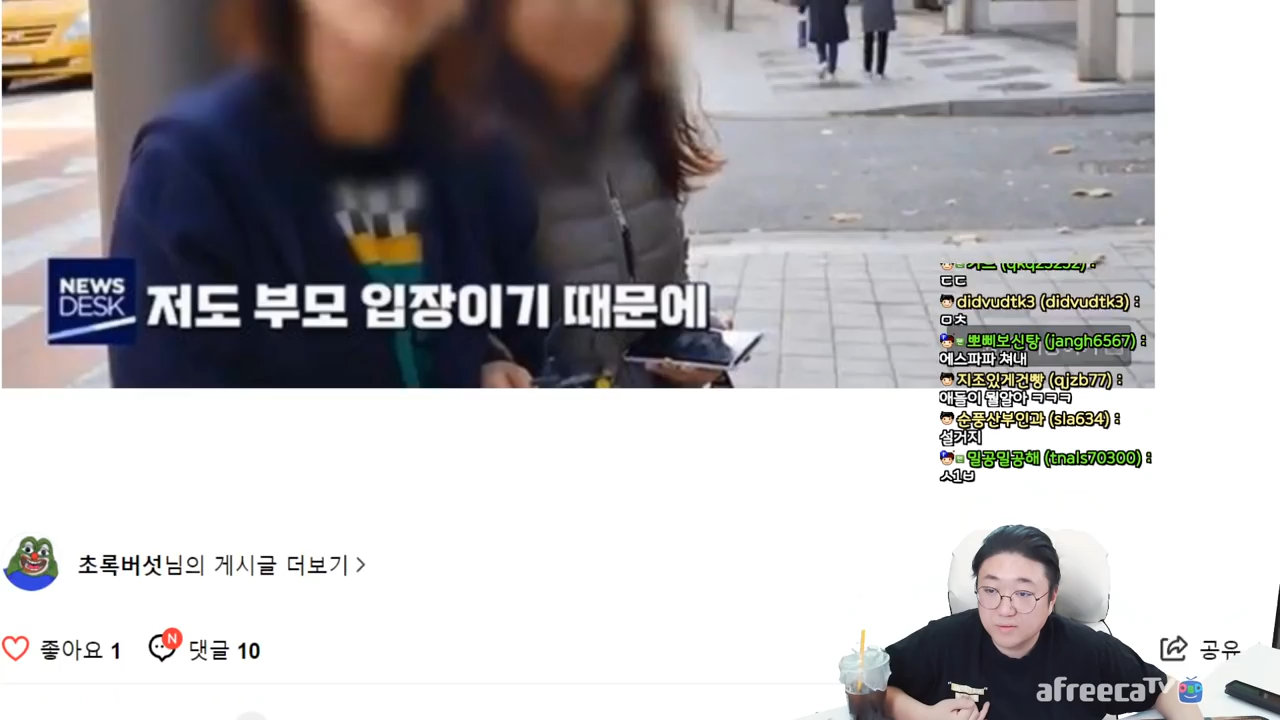 NEWS
DESK
저도 부모 입장이기 때문에
ㄷㄷ
didvudtk3 (didvudtk3) :
ㅁㅊ
뽀삐보신탕 (jangh6567) :
에스파파 쳐내
지조있게건빵 (qjzb77) :
애들이 뭘알아 ㅋㅋㅋ
순풍산부인과 (sla634) :
설거지
밀공밀공해 (tnals70300) :
ㅅ1ㅂ
초록버섯님의 게시글 더보기 >
좋아요 1
N
댓글 10
공유
afreecaTV